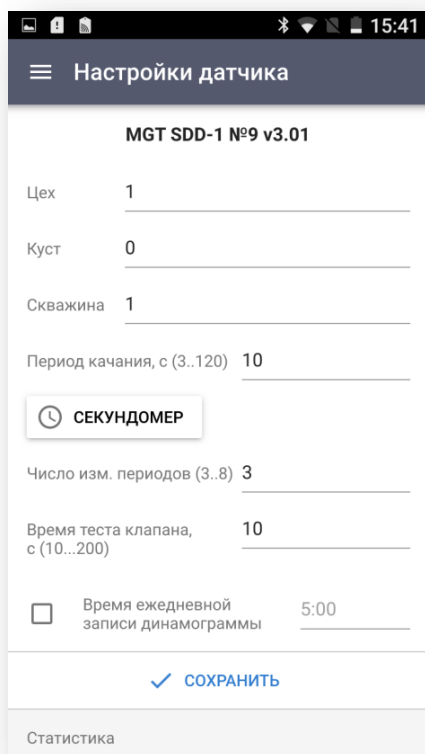 15:41
Настройки датчика
MGT SDD-1 №9 v3.01
Цех 1
Куст 0
Скважина 1
Период качания, с (3..120) 10
СЕКУНДОМЕР
Число изм. периодов (3..8) 3
Время теста клапана, 10
с (10...200)
Время ежедневной 5:00
записи динамограммы
СОХРАНИТЬ
Статистика